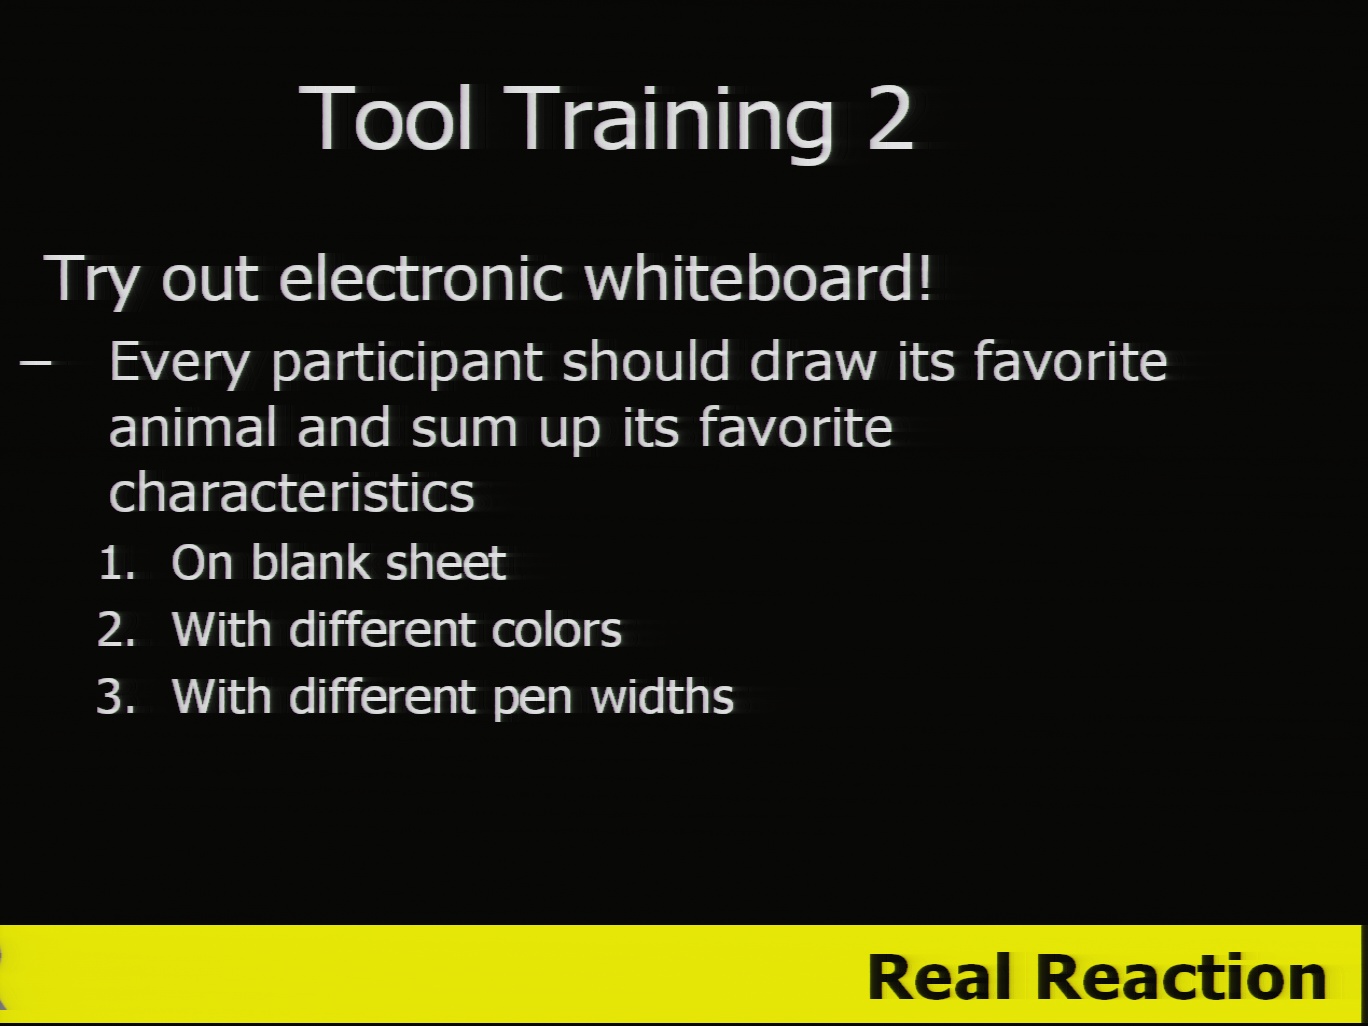 Tool Training 2
Try out electronic whiteboard!
– Every participant should draw its favorite
animal and sum up its favorite
characteristics
1. On blank sheet
2. With different colors
3. With different pen widths
Real Reaction